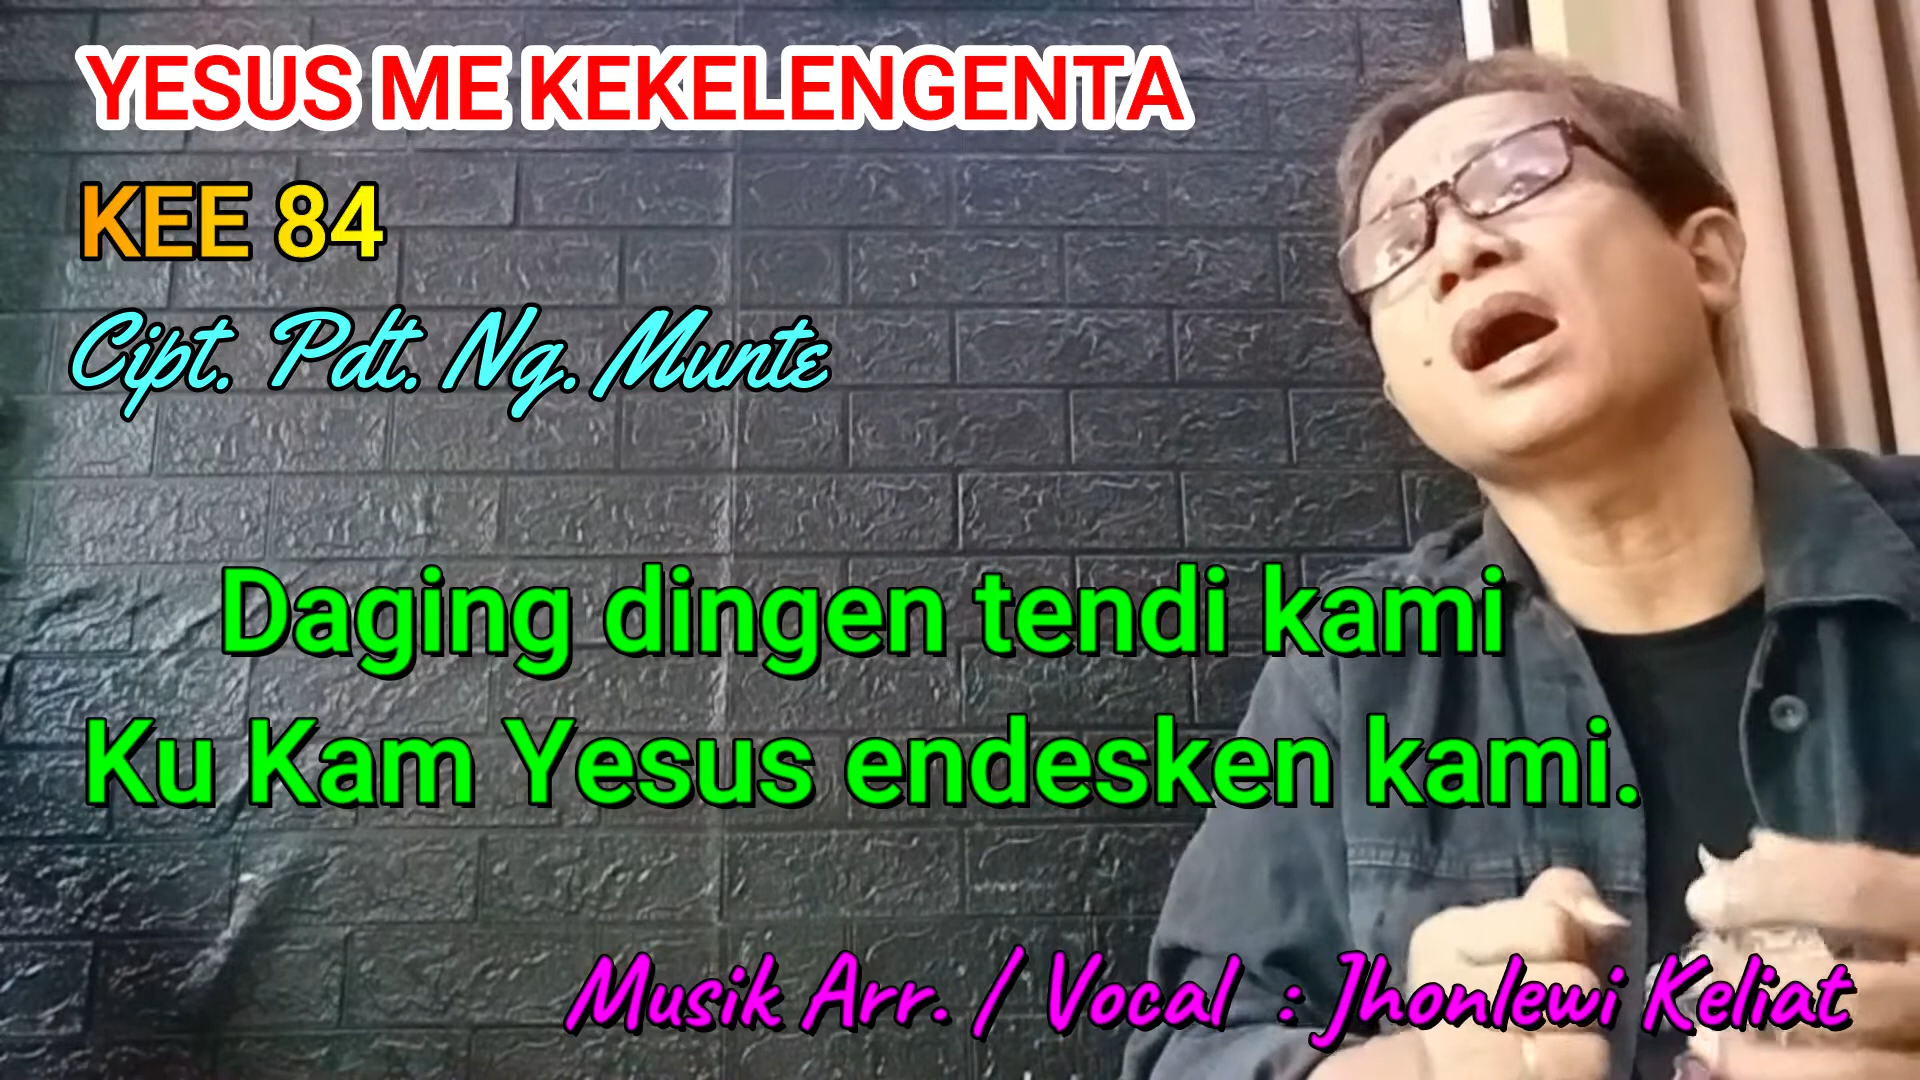 YESUS ME KEKELENGENTA
KEE 84
Cipt. Pdt. Ng. Munte
Daging dingen tendi kami
Ku Kam Yesus endesken kami.
Musik Arr. / Vocal : Jhonlewi Keliat